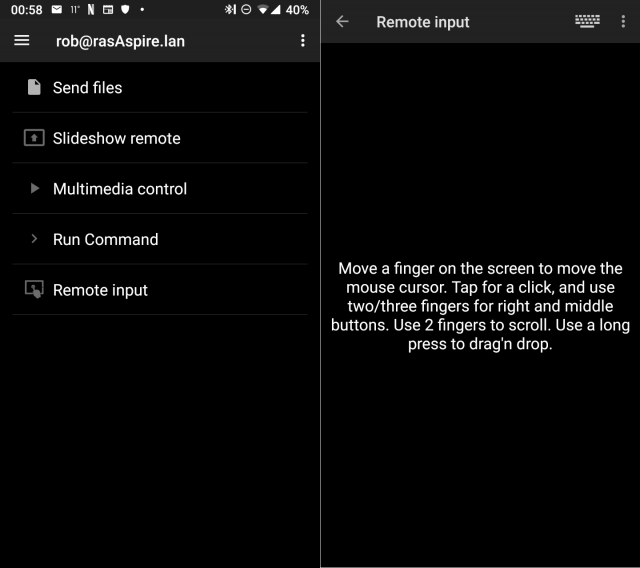 00:58 11° N 40%
rob@rasAspire.lan
Send files
Slideshow remote
Multimedia control
Run Command
Remote input
Remote input
Move a finger on the screen to move the
mouse cursor. Tap for a click, and use
two/three fingers for right and middle
buttons. Use 2 fingers to scroll. Use a long
press to drag'n drop.